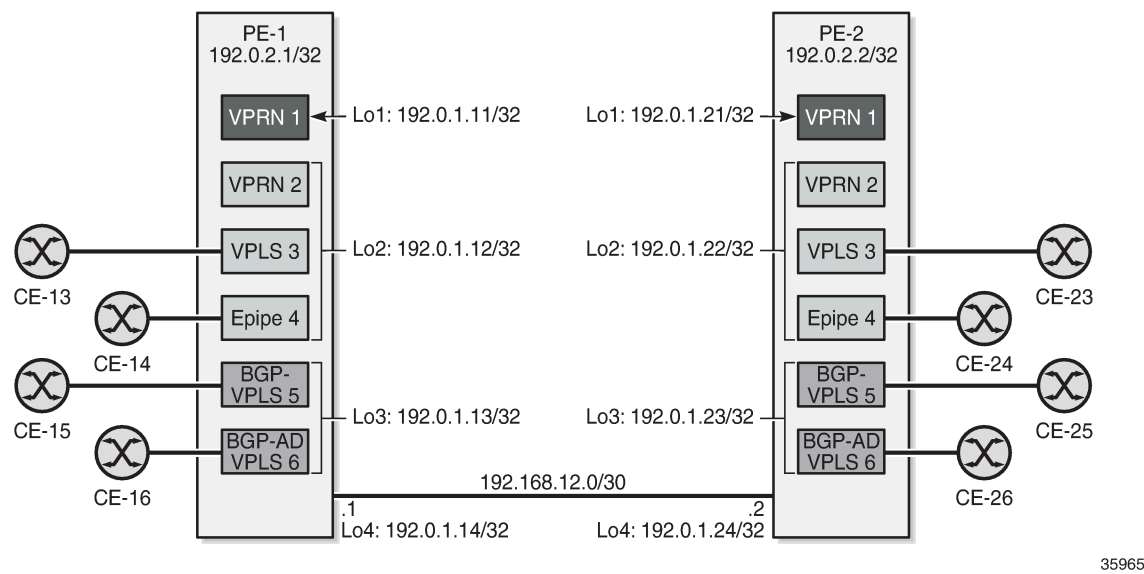 PE-1
192.0.2.1/32
PE-2
192.0.2.2/32
VPRN 1
Lo1: 192.0.1.11/32
Lo1: 192.0.1.21/32
VPRN 1
VPRN 2
VPRN 2
CE-13
VPLS 3
Lo2: 192.0.1.12/32
Lo2: 192.0.1.22/32
VPLS 3
CE-23
CE-14
Epipe 4
Epipe 4
CE-24
CE-15
BGP-
VPLS 5
Lo3: 192.0.1.13/32
Lo3: 192.0.1.23/32
BGP-
VPLS 5
CE-25
CE-16
BGP-AD
VPLS 6
BGP-AD
VPLS 6
CE-26
192.168.12.0/30
.1
.2
Lo4: 192.0.1.14/32
Lo4: 192.0.1.24/32
35965